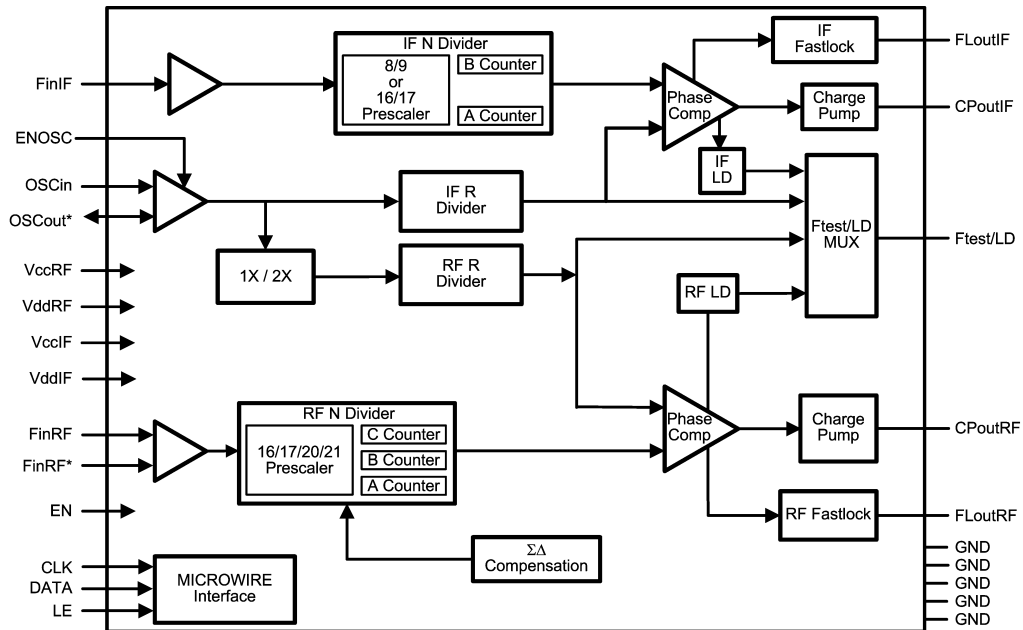 IF N Divider
8/9
or
16/17
Prescaler
B Counter
A Counter
IF
Fastlock
FLoutIF
FinIF
Phase
Comp
Charge
Pump
CPoutIF
ENOSC
IF
LD
OSCin
OSCout*
IF R
Divider
Ftest/LD
MUX
Ftest/LD
1X / 2X
RF R
Divider
RF LD
VccRF
VddRF
VccIF
VddIF
RF N Divider
16/17/20/21
Prescaler
C Counter
B Counter
A Counter
FinRF
FinRF*
Phase
Comp
Charge
Pump
CPoutRF
EN
RF Fastlock
FLoutRF
ΣΔ
Compensation
CLK
DATA
LE
MICROWIRE
Interface
GND
GND
GND
GND
GND